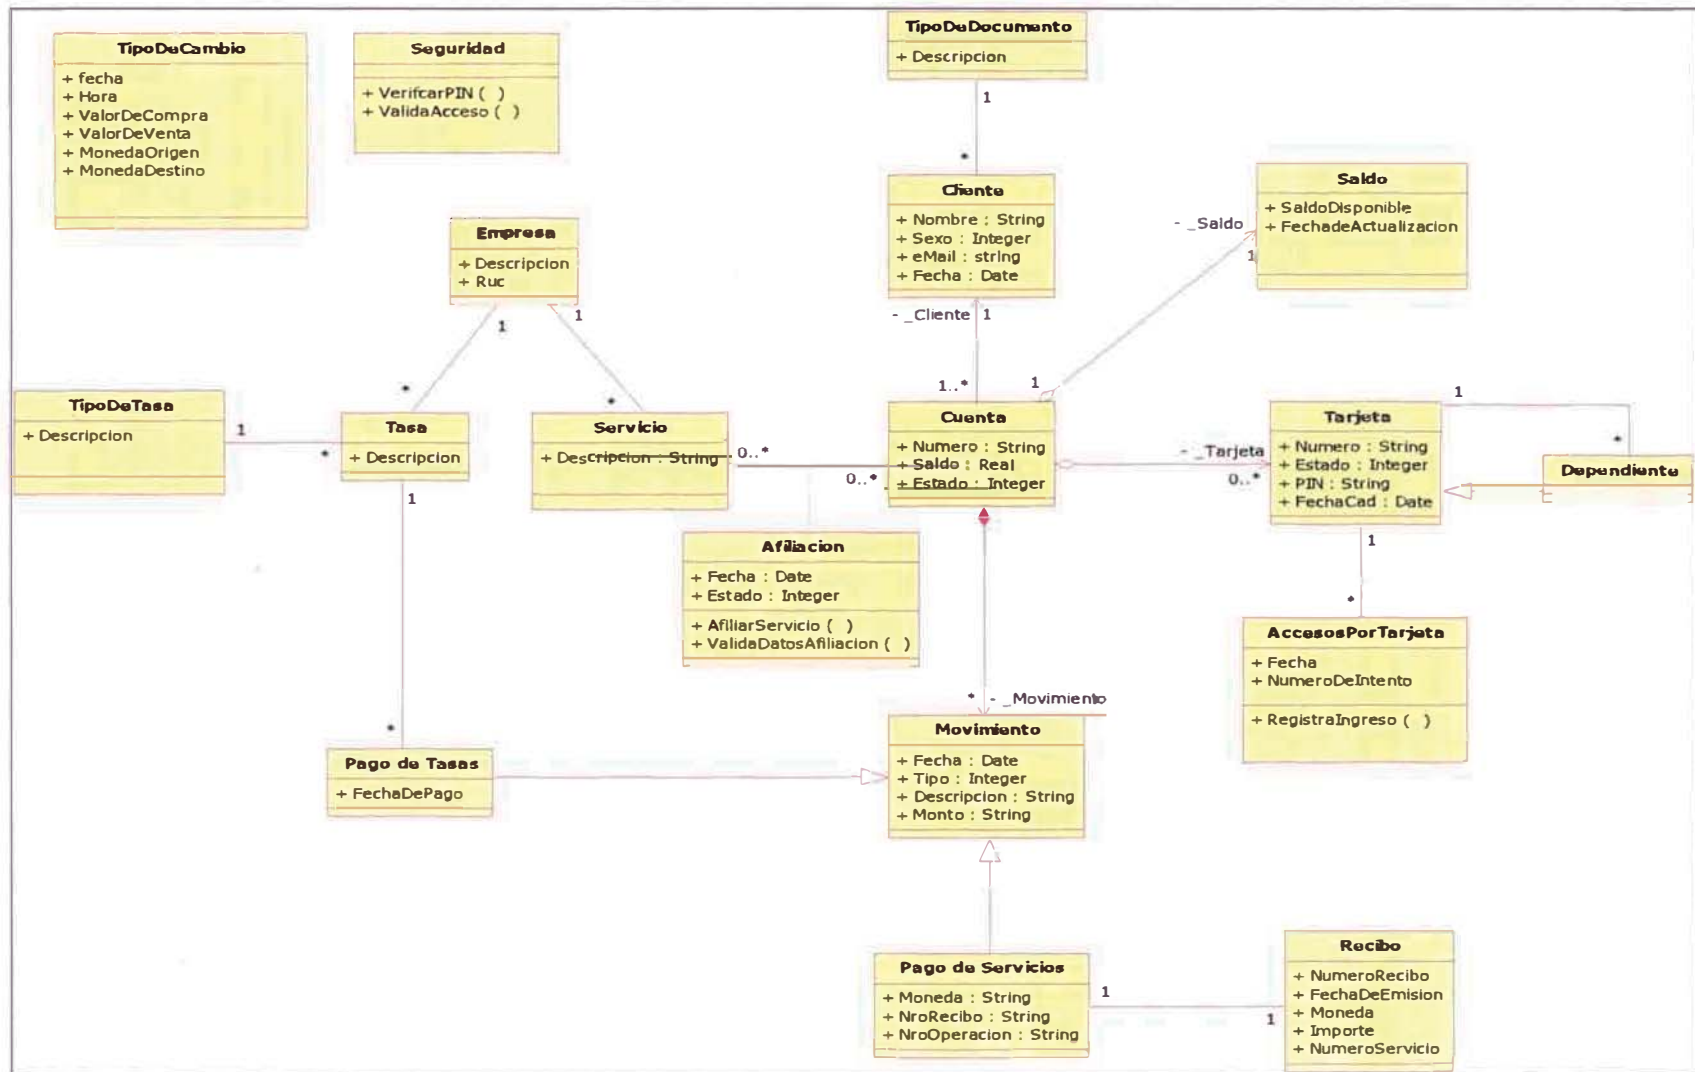 TipoDeCambio
+ fecha
+ Hora
+ ValorDeCompra
+ ValorDeVenta
+ MonedaOrigen
+ MonedaDestino
Seguridad
+ VerifcarPIN ( )
+ ValidaAcceso ( )
TipoDeDocumento
+ Descripcion
1
*
Cliente
+ Nombre : String
+ Sexo : Integer
+ eMail : string
+ Fecha : Date
- _Cliente 1
1..*
Saldo
+ SaldoDisponible
+ FechadeActualizacion
- _Saldo
1
1
Empresa
+ Descripcion
+ Ruc
1
1
*
*
TipoDeTasa
+ Descripcion
1
*
Tasa
+ Descripcion
1
*
Servicio
+ Descripcion : String
0..*
0..*
Cuenta
+ Numero : String
+ Saldo : Real
+ Estado : Integer
- _Tarjeta
0..*
Tarjeta
+ Numero : String
+ Estado : Integer
+ PIN : String
+ FechaCad : Date
1
*
Dependiente
1
*
Afiliacion
+ Fecha : Date
+ Estado : Integer
+ AfiliarServicio ( )
+ ValidaDatosAfiliacion ( )
AccesosPorTarjeta
+ Fecha
+ NumeroDeIntento
+ RegistraIngreso ( )
* - _Movimiento
Movimiento
+ Fecha : Date
+ Tipo : Integer
+ Descripcion : String
+ Monto : String
Pago de Tasas
+ FechaDePago
Pago de Servicios
+ Moneda : String
+ NroRecibo : String
+ NroOperacion : String
1
1
Recibo
+ NumeroRecibo
+ FechaDeEmision
+ Moneda
+ Importe
+ NumeroServicio